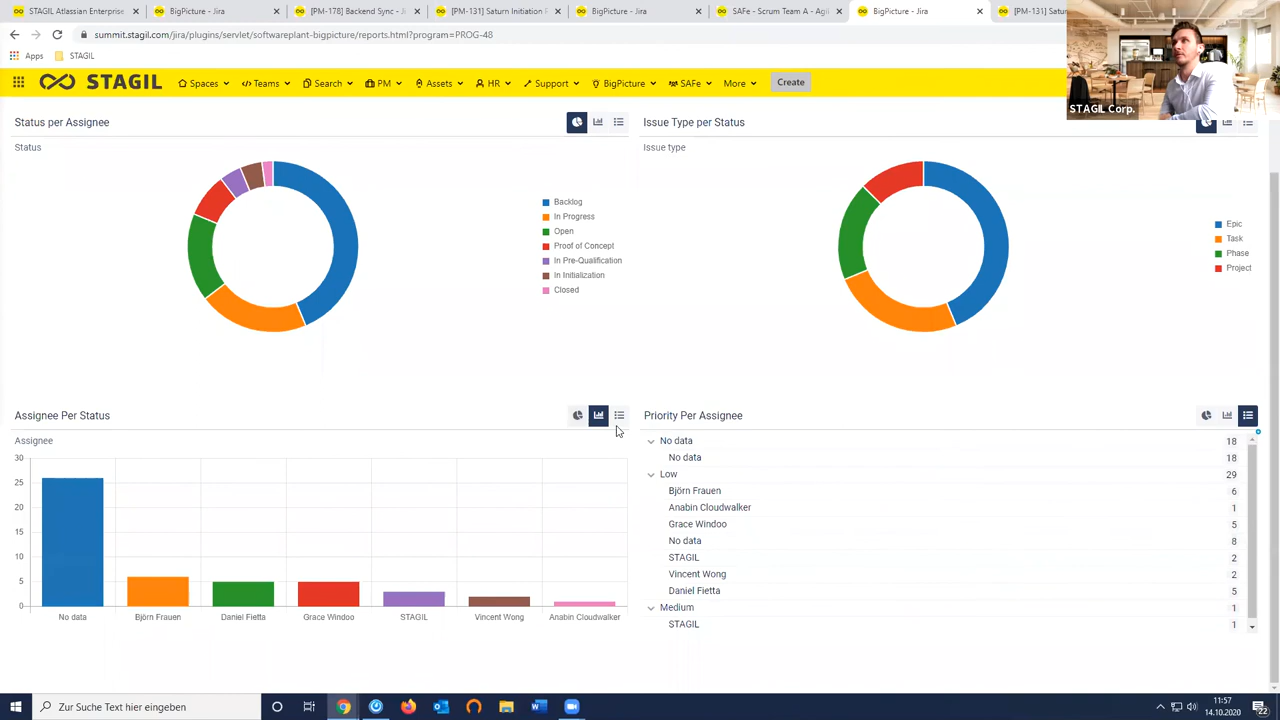 STAGIL Atlassian Enterprise
BigPicture - Jira
[PM-178] Backend Sync - Jira
[PM-131] Saturn Initiation F
BigPicture - Jira
SAFe - Scrum Team A - Agil
BigPicture - Jira
[PM-131] Saturn
summit.stagil.com/jira/plugins/servlet/softwareplant-bigpicture/
Apps
STAGIL
STAGIL
Spaces
Teams
Search
PM
Assets
HR
Support
BigPicture
SAFe
More
Create
STAGIL Corp.
Status per Assignee
Issue Type per Status
Status
Issue type
Backlog
In Progress
Open
Proof of Concept
In Pre-Qualification
In Initialization
Closed
Epic
Task
Phase
Project
Assignee Per Status
Priority Per Assignee
Assignee
30
25
20
15
10
5
0
No data
Björn Frauen
Daniel Fietta
Grace Windoo
STAGIL
Vincent Wong
Anabin Cloudwalker
No data 18
No data 18
Low 29
Björn Frauen 6
Anabin Cloudwalker 1
Grace Windoo 5
No data 8
STAGIL 2
Vincent Wong 2
Daniel Fietta 5
Medium 1
STAGIL 1
Zur Suche Text hier eingeben
11:57
14.10.2020
22